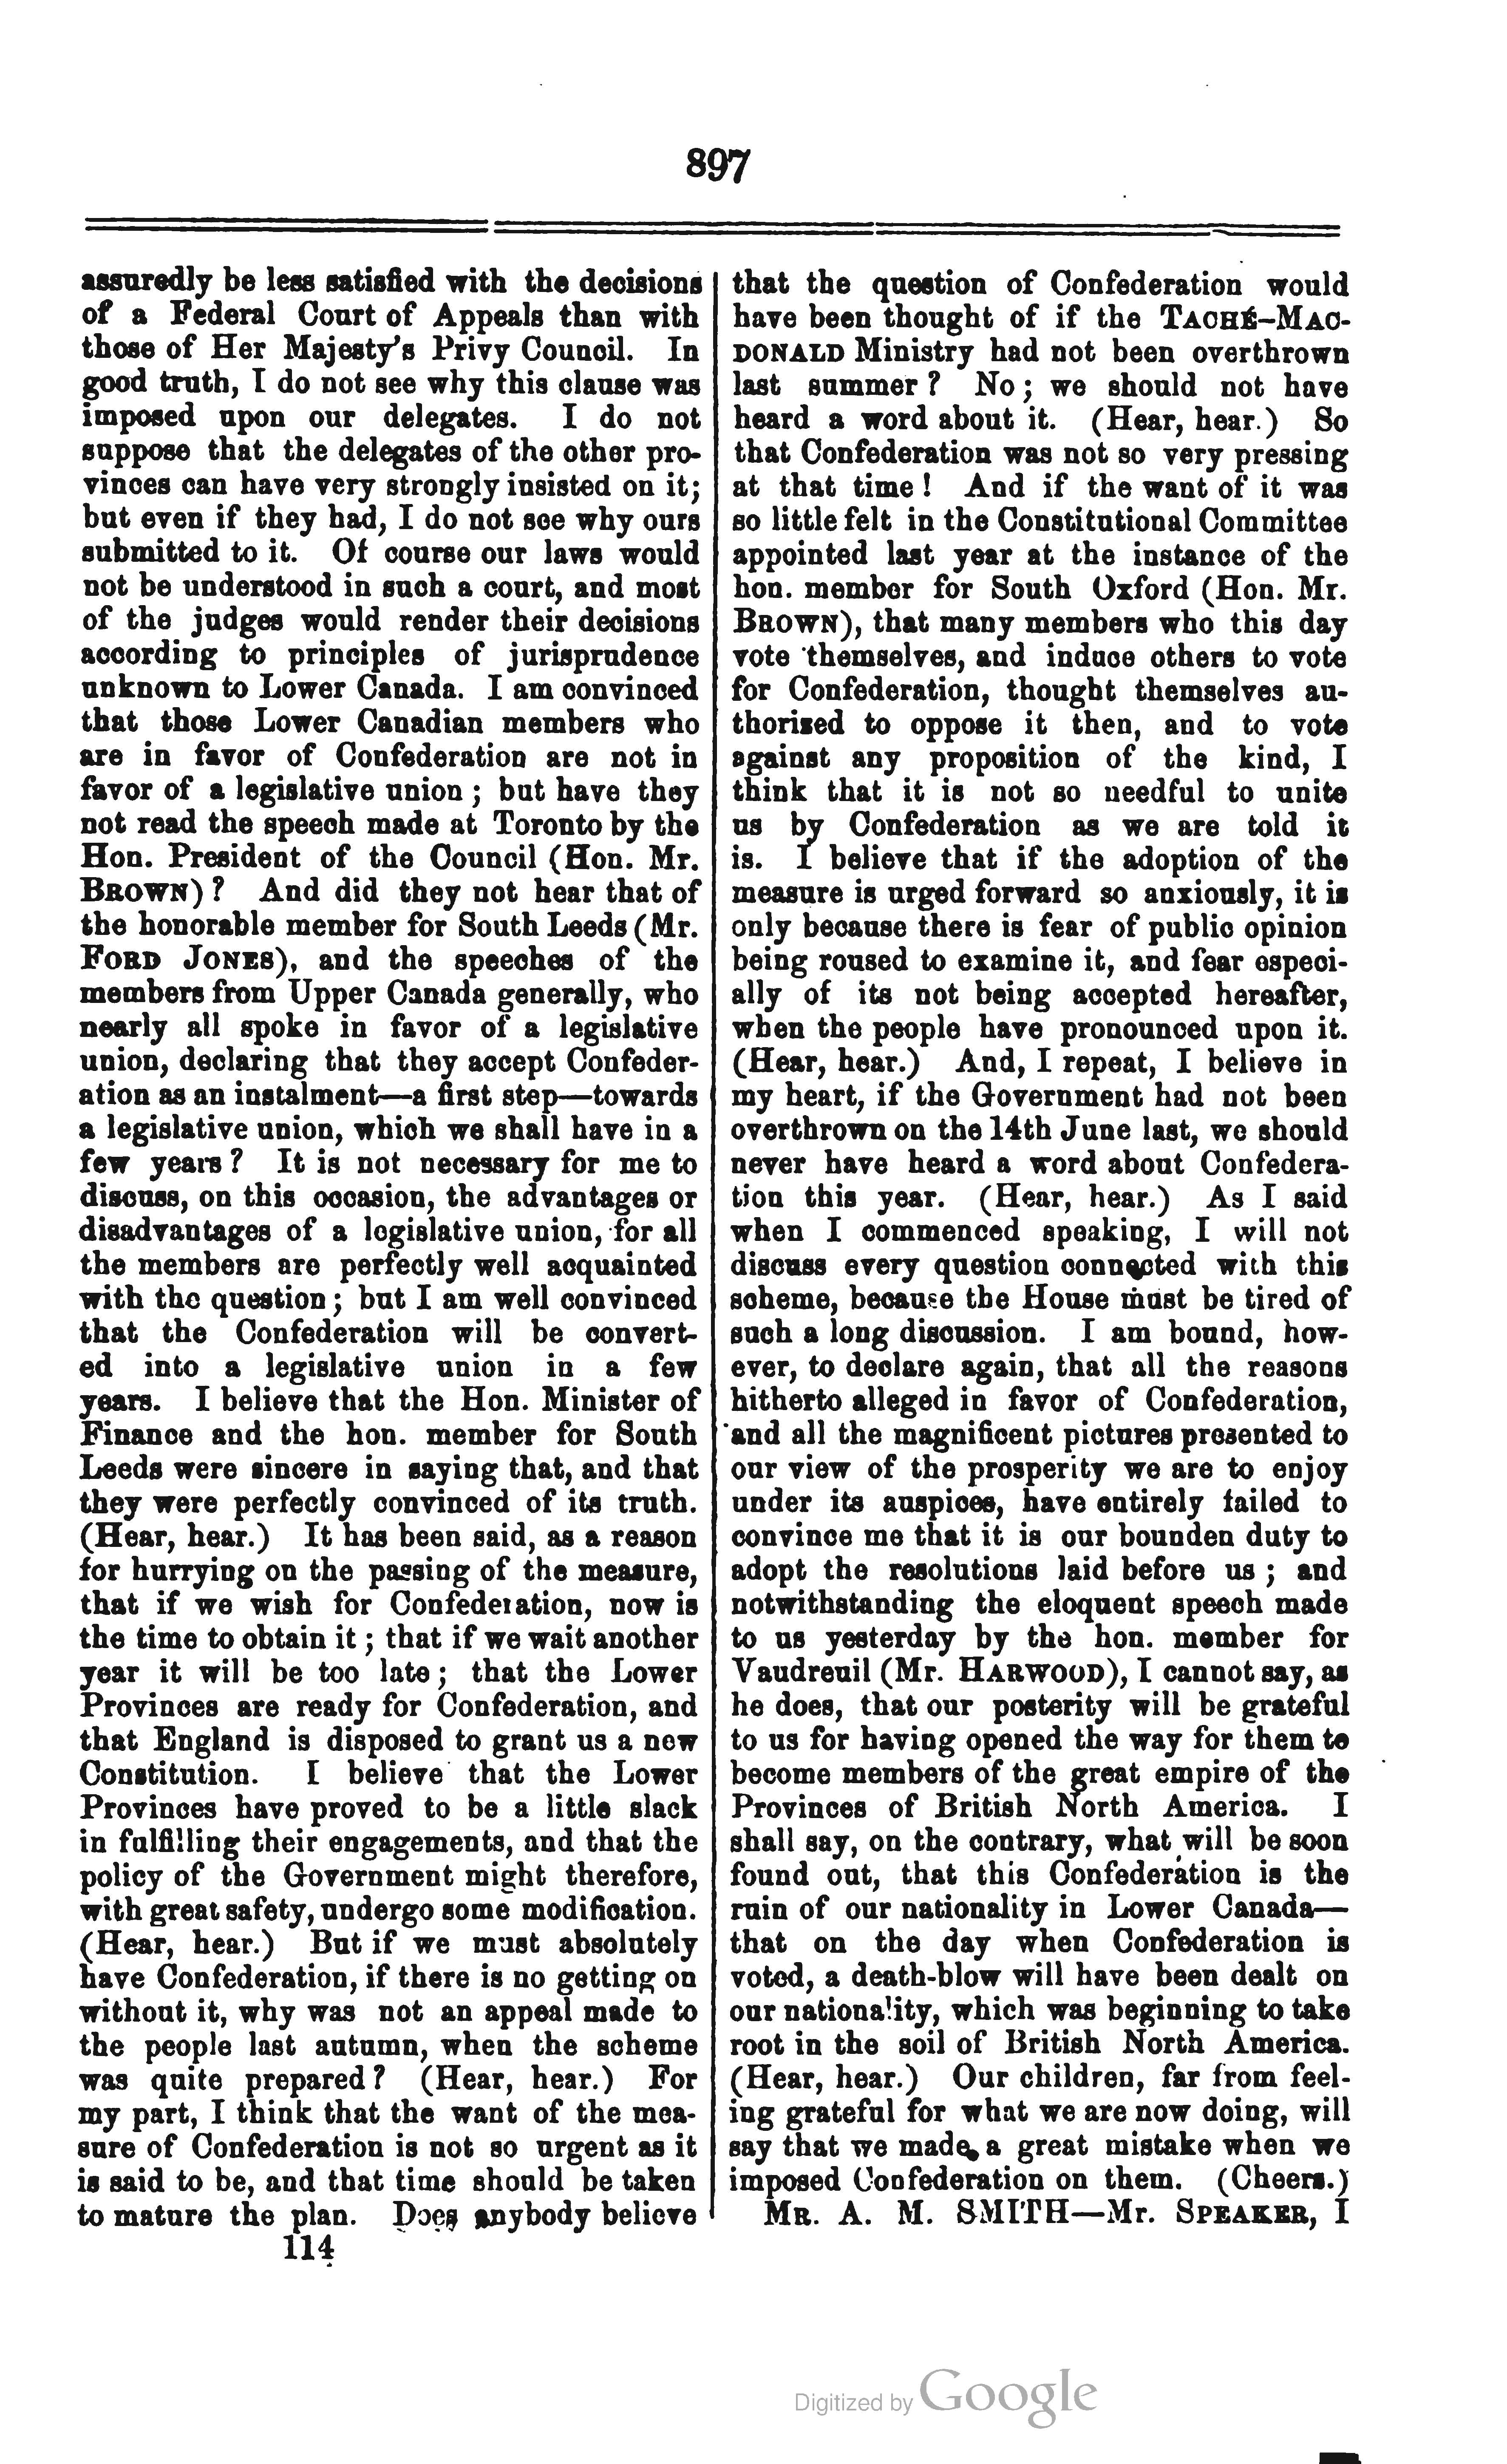 897
assuredly be less satisfied with the decisions
of a Federal Court of Appeals than with
those of Her Majesty's Privy Council. In
good truth, I do not see why this clause was
imposed upon our delegates. I do not
suppose that the delegates of the other pro-
vinces can have very strongly insisted on it;
but even if they had, I do not see why ours
submitted to it. Of course our laws would
not be understood in such a court, and most
of the judges would render their decisions
according to principles of jurisprudence
unknown to Lower Canada. I am convinced
that those Lower Canadian members who
are in favor of Confederation are not in
favor of a legislative union; but have they
not read the speech made at Toronto by the
Hon. President of the Council (Hon. Mr.
BROWN)? And did they not hear that of
the honorable member for South Leeds (Mr.
FORD JONES), and the speeches of the
members from Upper Canada generally, who
nearly all spoke in favor of a legislative
union, declaring that they accept Confeder-
ation as an instalment—a first step—towards
a legislative union, which we shall have in a
few years? It is not necessary for me to
discuss, on this occasion, the advantages or
disadvantages of a legislative union, for all
the members are perfectly well acquainted
with the question; but I am well convinced
that the Confederation will be convert-
ed into a legislative union in a few
years. I believe that the Hon. Minister of
Finance and the hon. member for South
Leeds were sincere in saying that, and that
they were perfectly convinced of its truth.
(Hear, hear.) It has been said, as a reason
for hurrying on the passing of the measure,
that if we wish for Confederation, now is
the time to obtain it; that if we wait another
year it will be too late; that the Lower
Provinces are ready for Confederation, and
that England is disposed to grant us a new
Constitution. I believe that the Lower
Provinces have proved to be a little slack
in fulfilling their engagements, and that the
policy of the Government might therefore,
with great safety, undergo some modification.
(Hear, hear.) But if we must absolutely
have Confederation, if there is no getting on
without it, why was not an appeal made to
the people last autumn, when the scheme
was quite prepared? (Hear, hear.) For
my part, I think that the want of the mea-
sure of Confederation is not so urgent as it
is said to be, and that time should be taken
to mature the plan. Does anybody believe
114
that the question of Confederation would
have been thought of if the TACHÉ-MAC-
DONALD Ministry had not been overthrown
last summer? No; we should not have
heard a word about it. (Hear, hear.) So
that Confederation was not so very pressing
at that time! And if the want of it was
so little felt in the Constitutional Committee
appointed last year at the instance of the
hon. member for South Oxford (Hon. Mr.
BROWN), that many members who this day
vote themselves, and induce others to vote
for Confederation, thought themselves au-
thorized to oppose it then, and to vote
against any proposition of the kind, I
think that it is not so needful to unite
us by Confederation as we are told it
is. I believe that if the adoption of the
measure is urged forward so anxiously, it is
only because there is fear of public opinion
being roused to examine it, and fear especi-
ally of its not being accepted hereafter,
when the people have pronounced upon it.
(Hear, hear.) And, I repeat, I believe in
my heart, if the Government had not been
overthrown on the 14th June last, we should
never have heard a word about Confedera-
tion this year. (Hear, hear.) As I said
when I commenced speaking, I will not
discuss every question connected with this
scheme, because the House must be tired of
such a long discussion. I am bound, how-
ever, to declare again, that all the reasons
hitherto alleged in favor of Confederation,
and all the magnificent pictures presented to
our view of the prosperity we are to enjoy
under its auspices, have entirely failed to
convince me that it is our bounden duty to
adopt the resolutions laid before us; and
notwithstanding the eloquent speech made
to us yesterday by the hon. member for
Vaudreuil (Mr. HARWOOD), I cannot say, as
he does, that our posterity will be grateful
to us for having opened the way for them to
become members of the great empire of the
Provinces of British North America. I
shall say, on the contrary, what will be soon
found out, that this Confederation is the
ruin of our nationality in Lower Canada—
that on the day when Confederation is
voted, a death-blow will have been dealt on
our nationality, which was beginning to take
root in the soil of British North America.
(Hear, hear.) Our children, far from feel-
ing grateful for what we are now doing, will
say that we made a great mistake when we
imposed Confederation on them. (Cheers.)
MR. A. M. SMITH—Mr. SPEAKER, I
Digitized by Google